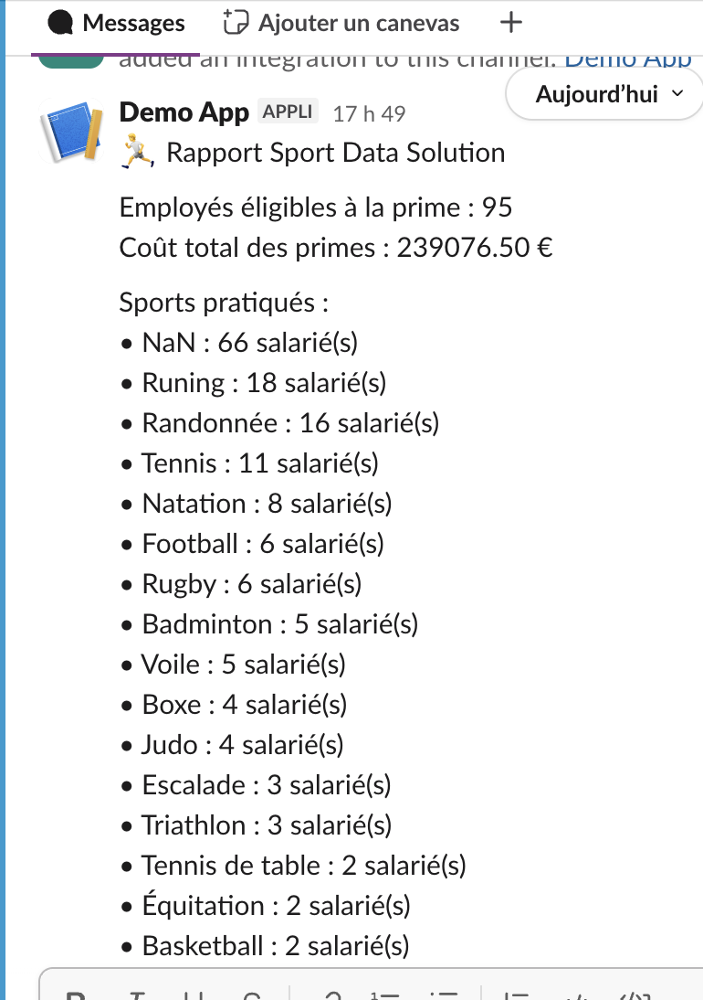 Messages Ajouter un canevas +
added an integration to this channel. Demo App
Aujourd’hui
Demo App APPLI 17 h 49
Rapport Sport Data Solution
Employés éligibles à la prime : 95
Coût total des primes : 239076.50 €
Sports pratiqués :
• NaN : 66 salarié(s)
• Runing : 18 salarié(s)
• Randonnée : 16 salarié(s)
• Tennis : 11 salarié(s)
• Natation : 8 salarié(s)
• Football : 6 salarié(s)
• Rugby : 6 salarié(s)
• Badminton : 5 salarié(s)
• Voile : 5 salarié(s)
• Boxe : 4 salarié(s)
• Judo : 4 salarié(s)
• Escalade : 3 salarié(s)
• Triathlon : 3 salarié(s)
• Tennis de table : 2 salarié(s)
• Équitation : 2 salarié(s)
• Basketball : 2 salarié(s)